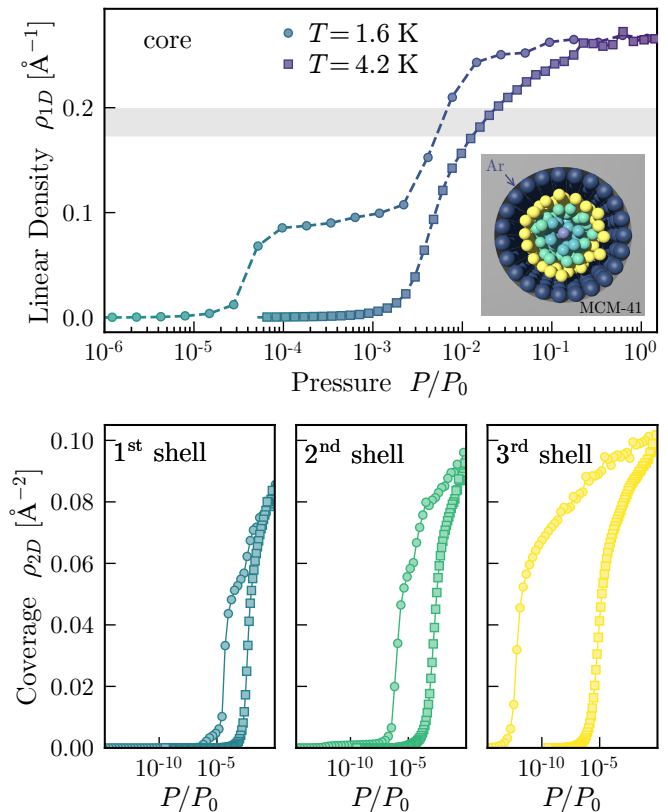 core
T = 1.6 K
T = 4.2 K
Linear Density ρ1D [Å⁻¹]
0.2
0.1
0.0
Ar
MCM-41
10⁻⁶ 10⁻⁵ 10⁻⁴ 10⁻³ 10⁻² 10⁻¹ 10⁰
Pressure P/P₀
Coverage ρ2D [Å⁻²]
0.10
0.08
0.06
0.04
0.02
0.00
1st shell
2nd shell
3rd shell
10⁻¹⁰ 10⁻⁵ 10⁻¹⁰ 10⁻⁵ 10⁻¹⁰ 10⁻⁵
P/P₀ P/P₀ P/P₀